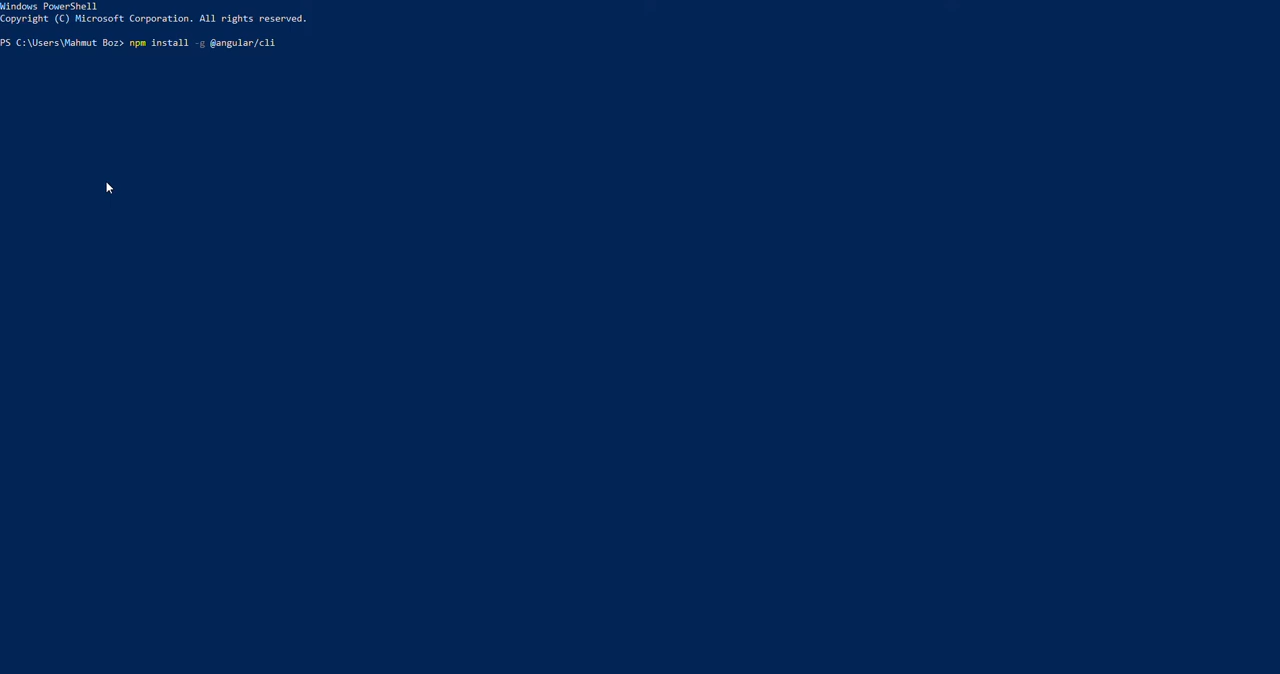 Windows PowerShell
Copyright (C) Microsoft Corporation. All rights reserved.
PS C:\Users\Mahmut Boz> npm install -g @angular/cli